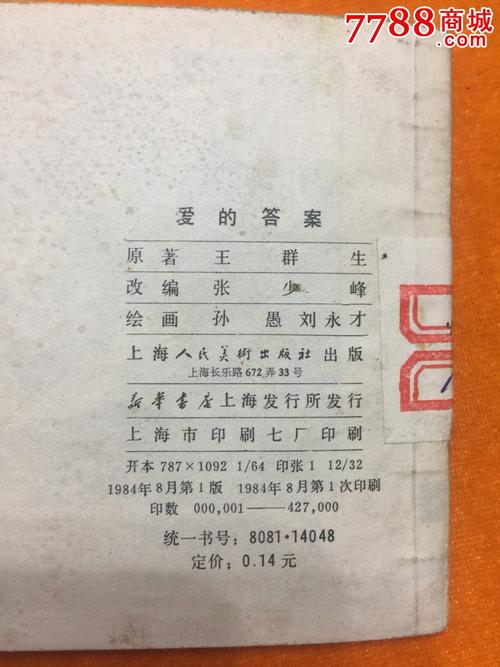 7788商城
.com
爱的答案
原著 王群生
改编 张少峰
绘画 孙愚 刘永才
上海人民美術出版社 出版
上海长乐路672弄33号
新华書店上海发行所发行
上海市印刷七厂印刷
开本 787×1092 1/64 印张 1 12/32
1984年8月第1版 1984年8月第1次印刷
印数 000,001——427,000
统一书号：8081·14048
定价：0.14元